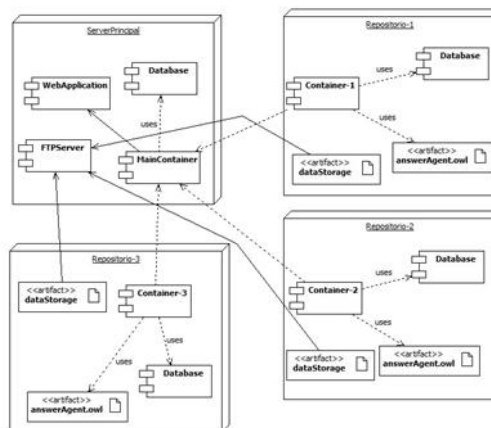 ServerPrincipal
WebApplication
Database
uses
FTPServer
MainContainer
Repositorio-1
Database
uses
Container-1
uses
<<artifact>>
dataStorage
<<artifact>>
answerAgent.owl
Repositorio-2
Database
uses
Container-2
uses
<<artifact>>
dataStorage
<<artifact>>
answerAgent.owl
Repositorio-3
<<artifact>>
dataStorage
Container-3
uses
uses
Database
<<artifact>>
answerAgent.owl